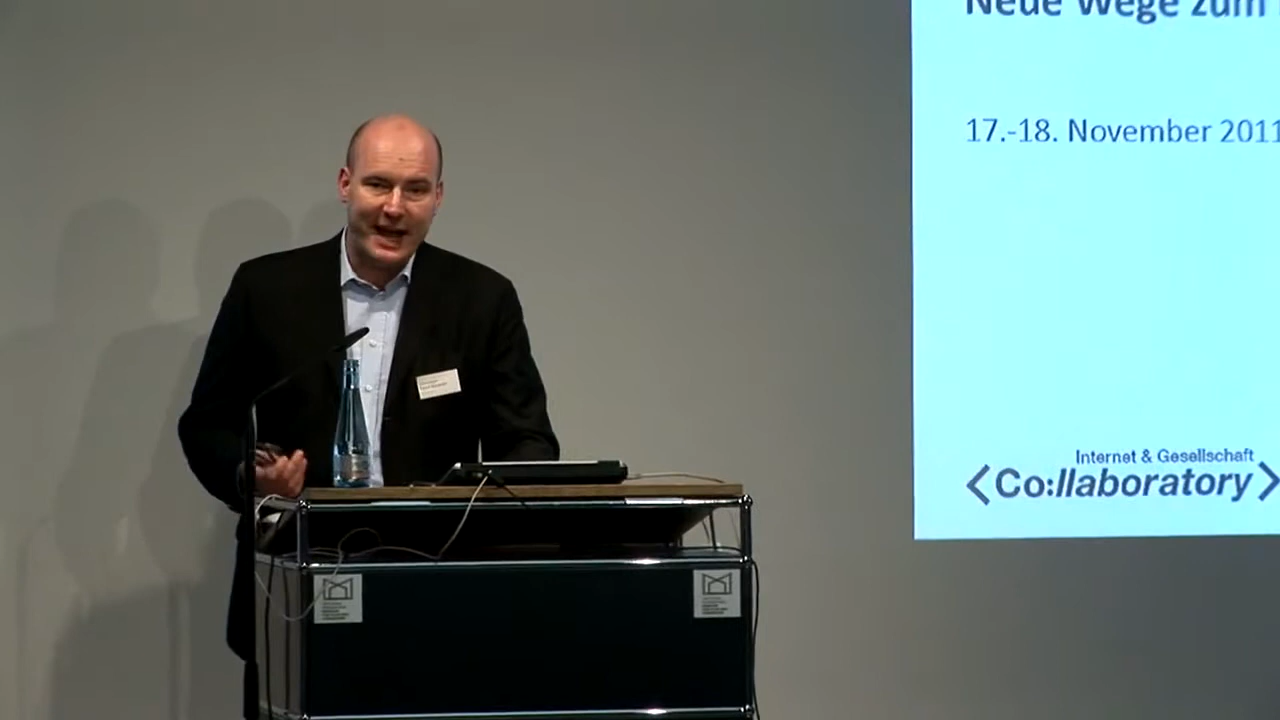 Neue Wege zum
17.-18. November 2011
Internet & Gesellschaft
<Co:llaboratory>